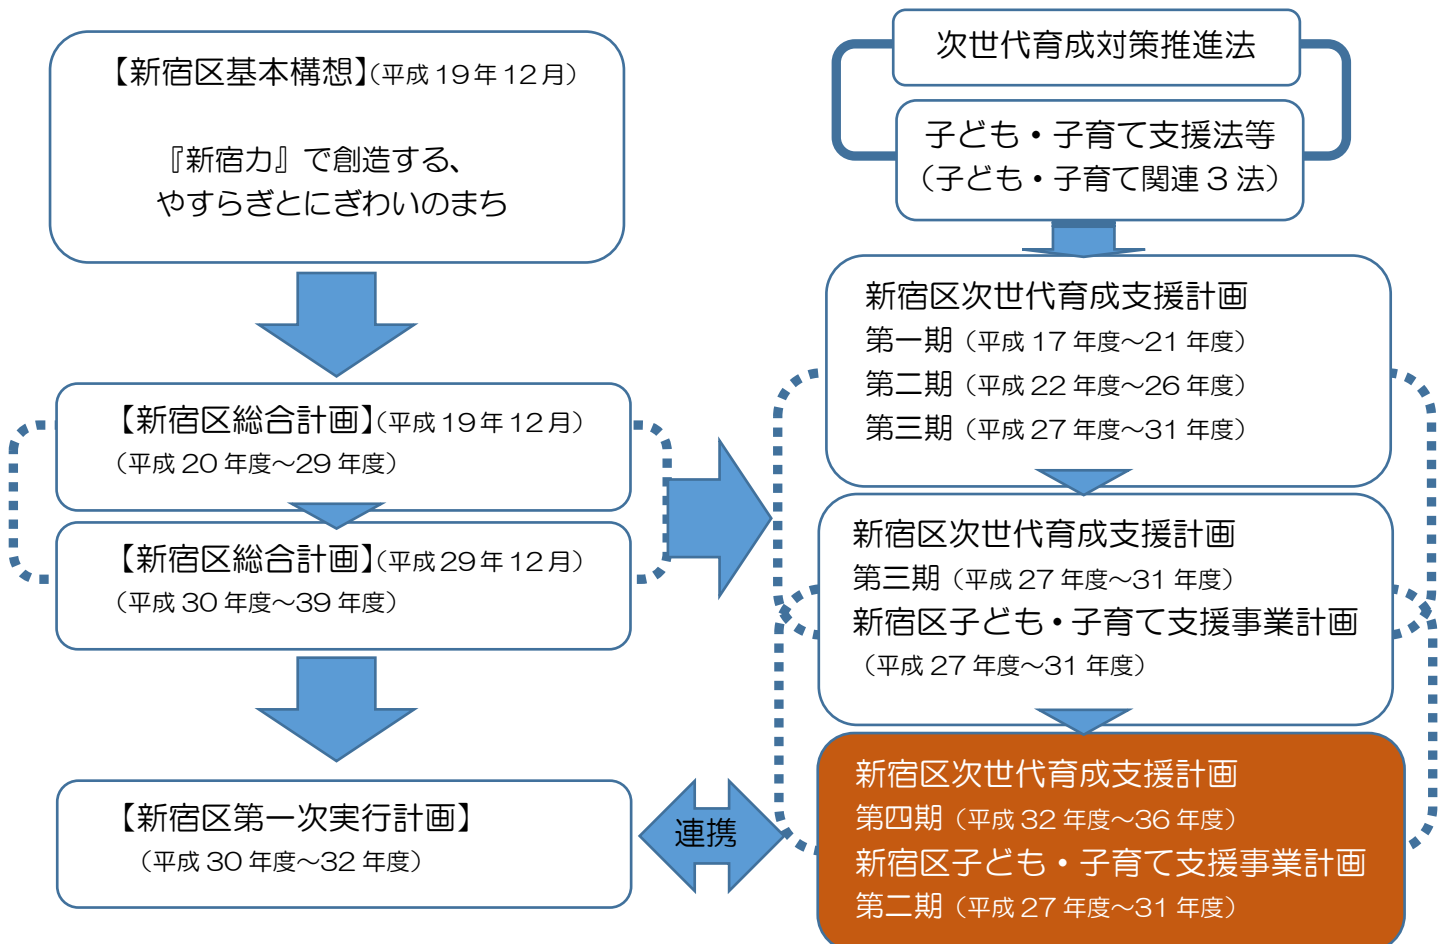 【新宿区基本構想】(平成19年12月)
『新宿力』で創造する、
やすらぎとにぎわいのまち
【新宿区総合計画】(平成19年12月)
（平成20年度～29年度）
【新宿区総合計画】(平成29年12月)
（平成30年度～39年度）
【新宿区第一次実行計画】
（平成30年度～32年度）
連携
次世代育成対策推進法
子ども・子育て支援法等
（子ども・子育て関連3法）
新宿区次世代育成支援計画
第一期（平成17年度～21年度）
第二期（平成22年度～26年度）
第三期（平成27年度～31年度）
新宿区次世代育成支援計画
第三期（平成27年度～31年度）
新宿区子ども・子育て支援事業計画
（平成27年度～31年度）
新宿区次世代育成支援計画
第四期（平成32年度～36年度）
新宿区子ども・子育て支援事業計画
第二期（平成27年度～31年度）